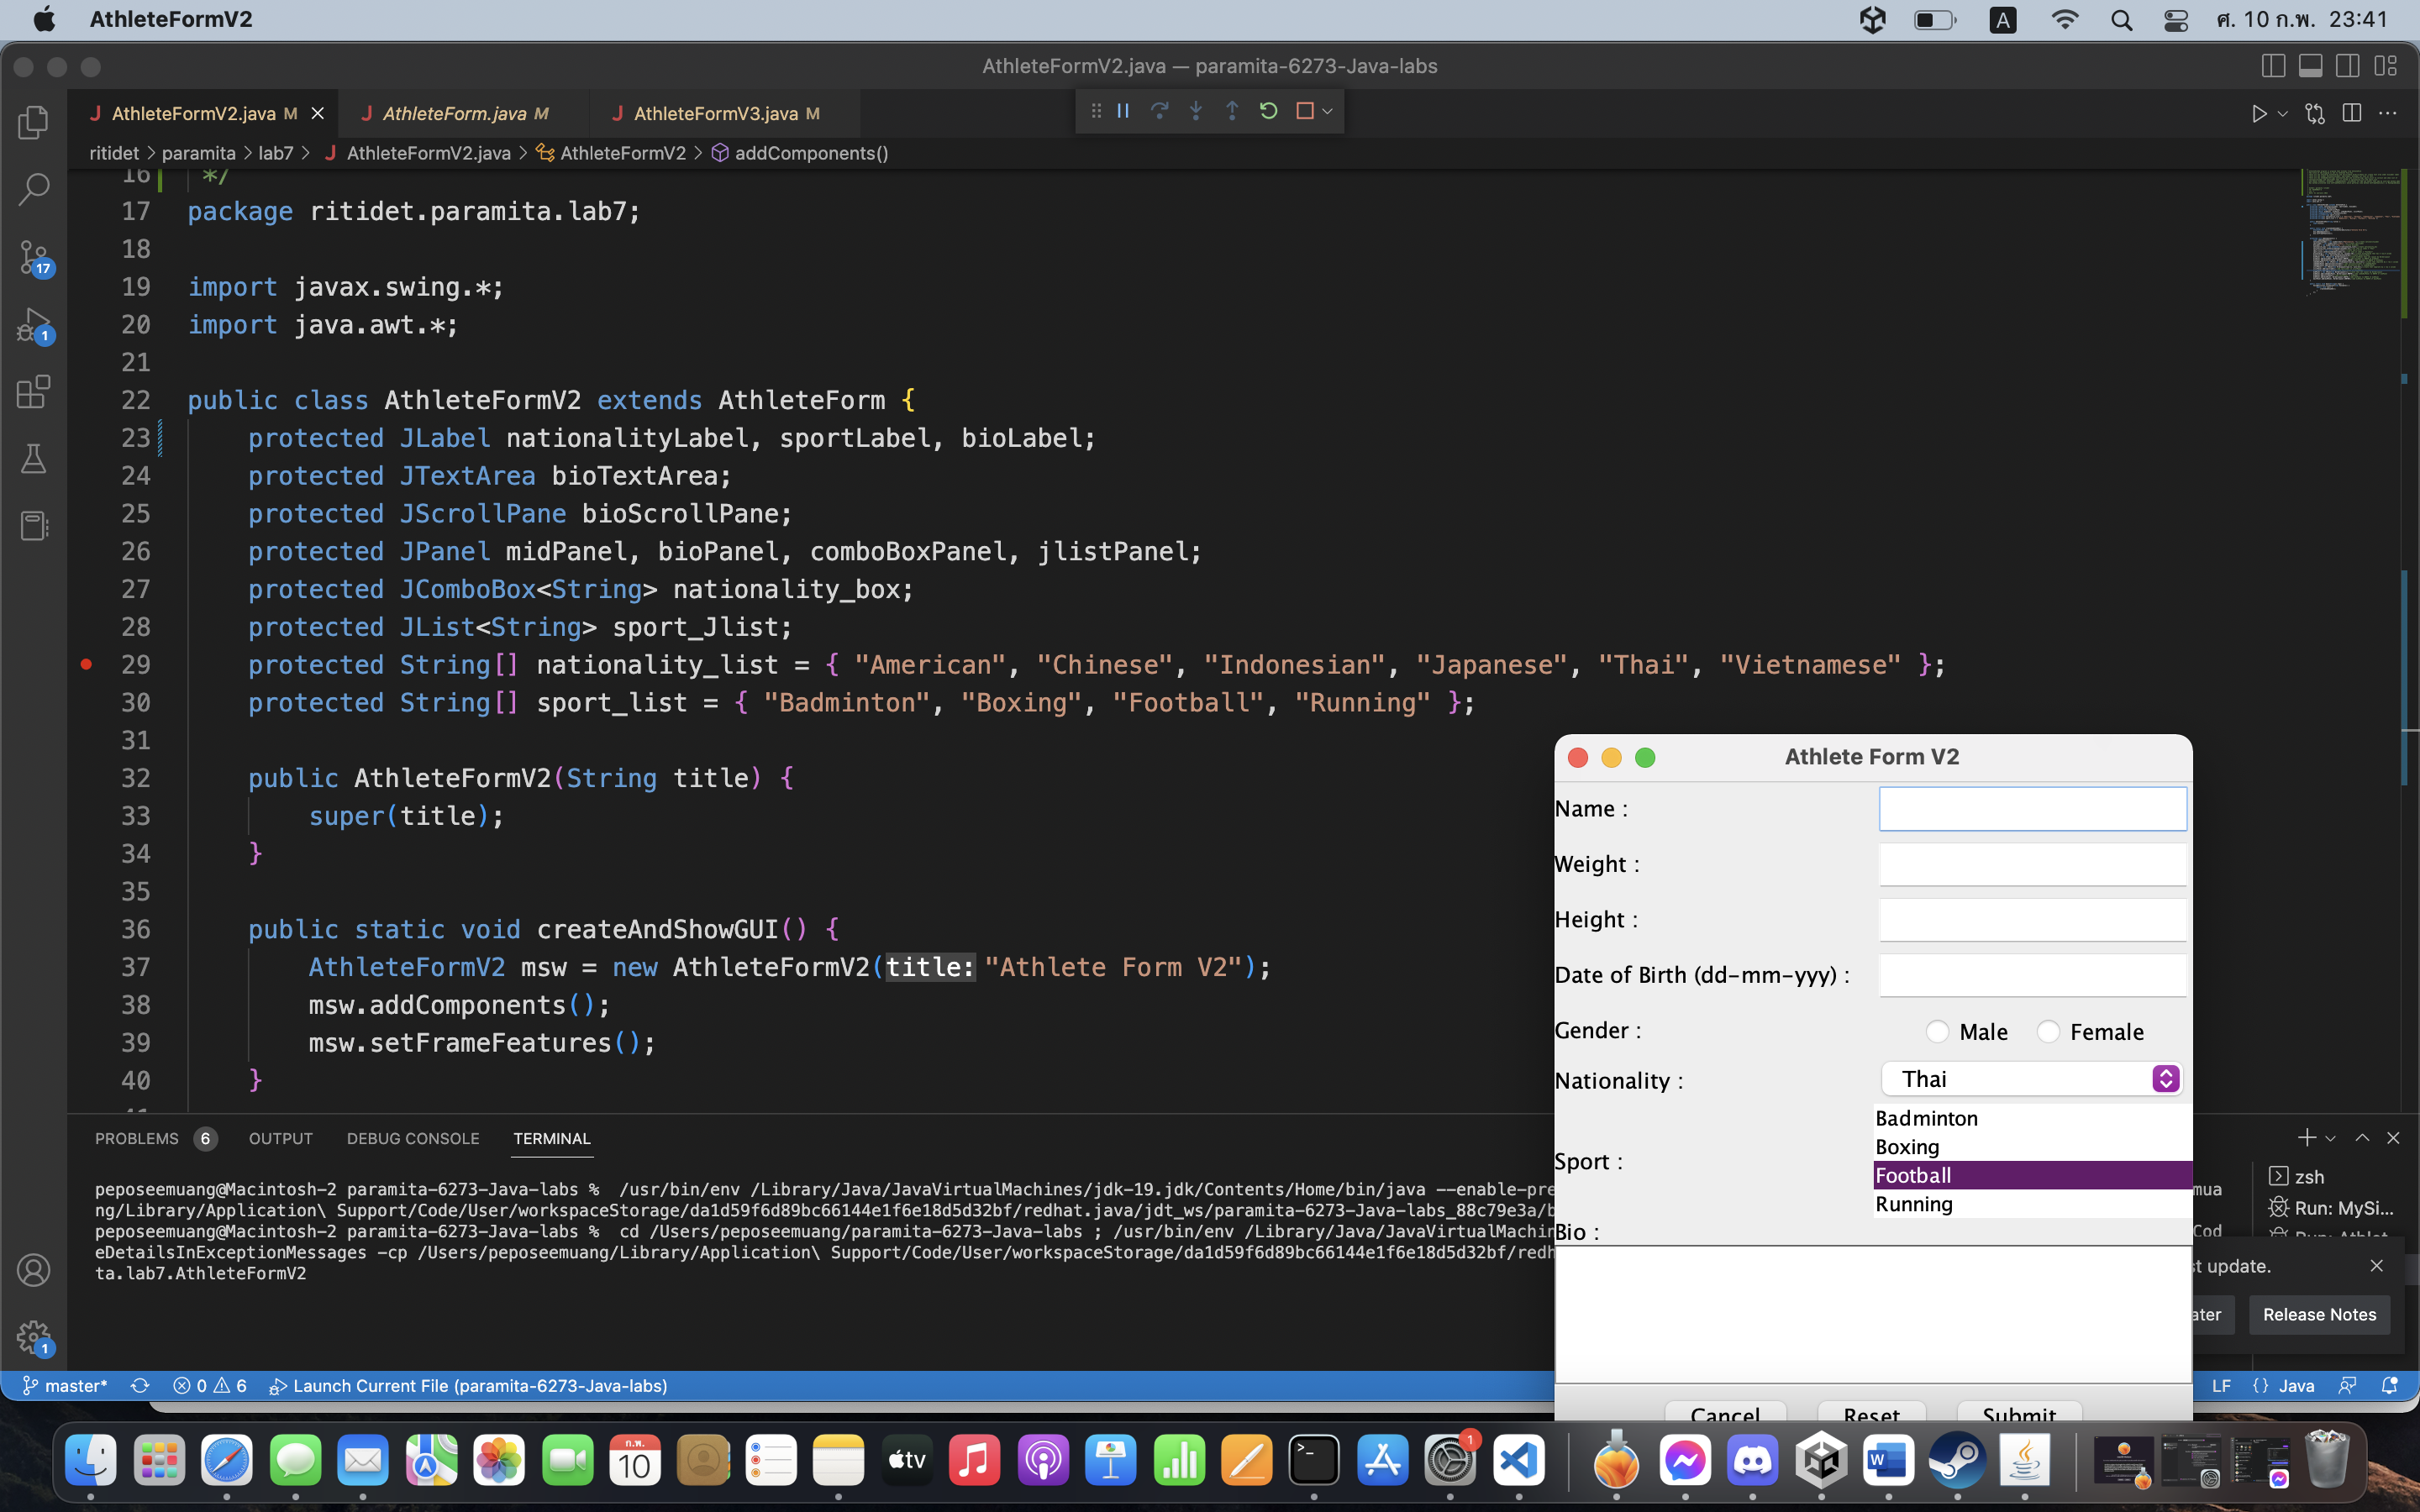 AthleteFormV2
A
ศ. 10 ก.พ. 23:41
AthleteFormV2.java — paramita-6273-Java-labs
AthleteFormV2.java M
AthleteForm.java M
AthleteFormV3.java M
ritidet > paramita > lab7 > AthleteFormV2.java > AthleteFormV2 > addComponents()
16 */
17 package ritidet.paramita.lab7;
18
19 import javax.swing.*;
20 import java.awt.*;
21
22 public class AthleteFormV2 extends AthleteForm {
23 protected JLabel nationalityLabel, sportLabel, bioLabel;
24 protected JTextArea bioTextArea;
25 protected JScrollPane bioScrollPane;
26 protected JPanel midPanel, bioPanel, comboBoxPanel, jlistPanel;
27 protected JComboBox<String> nationality_box;
28 protected JList<String> sport_Jlist;
29 protected String[] nationality_list = { "American", "Chinese", "Indonesian", "Japanese", "Thai", "Vietnamese" };
30 protected String[] sport_list = { "Badminton", "Boxing", "Football", "Running" };
31
32 public AthleteFormV2(String title) {
33 super(title);
34 }
35
36 public static void createAndShowGUI() {
37 AthleteFormV2 msw = new AthleteFormV2(title: "Athlete Form V2");
38 msw.addComponents();
39 msw.setFrameFeatures();
40 }
17
1
1
Athlete Form V2
Name :
Weight :
Height :
Date of Birth (dd-mm-yyy) :
Gender : Male Female
Nationality : Thai
Badminton
Boxing
Sport :
Football
Running
Bio :
Cancel Reset Submit
PROBLEMS 6 OUTPUT DEBUG CONSOLE TERMINAL
peposeemuang@Macintosh-2 paramita-6273-Java-labs % /usr/bin/env /Library/Java/JavaVirtualMachines/jdk-19.jdk/Contents/Home/bin/java --enable-pre
mua
ng/Library/Application\ Support/Code/User/workspaceStorage/da1d59f6d89bc66144e1f6e18d5d32bf/redhat.java/jdt_ws/paramita-6273-Java-labs_88c79e3a/b
peposeemuang@Macintosh-2 paramita-6273-Java-labs % cd /Users/peposeemuang/paramita-6273-Java-labs ; /usr/bin/env /Library/Java/JavaVirtualMachin
Cod
eDetailsInExceptionMessages -cp /Users/peposeemuang/Library/Application\ Support/Code/User/workspaceStorage/da1d59f6d89bc66144e1f6e18d5d32bf/redh
ta.lab7.AthleteFormV2
zsh
Run: MySi...
st update.
ater
Release Notes
master* 0 6 Launch Current File (paramita-6273-Java-labs)
LF {} Java
ก.พ.
10
tv
1
W